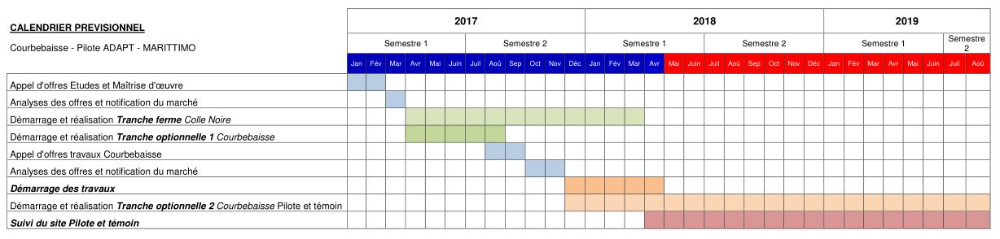 2017 2018 2019
CALENDRIER PREVISIONNEL
Semestre 1 Semestre 2 Semestre 1 Semestre 2 Semestre 1 Semestre 2
Courbebaisse - Pilote ADAPT - MARITTIMO
Jan Fév Mar Avr Mai Juin Juil Aoû Sep Oct Nov Déc Jan Fév Mar Avr Mai Juin Juil Aoû Sep Oct Nov Déc Jan Fév Mar Avr Mai Juin Juil Aoû
Appel d'offres Etudes et Maîtrise d'œuvre
Analyses des offres et notification du marché
Démarrage et réalisation Tranche ferme Colle Noire
Démarrage et réalisation Tranche optionnelle 1 Courbebaisse
Appel d'offres travaux Courbebaisse
Analyses des offres et notification du marché
Démarrage des travaux
Démarrage et réalisation Tranche optionnelle 2 Courbebaisse Pilote et témoin
Suivi du site Pilote et témoin